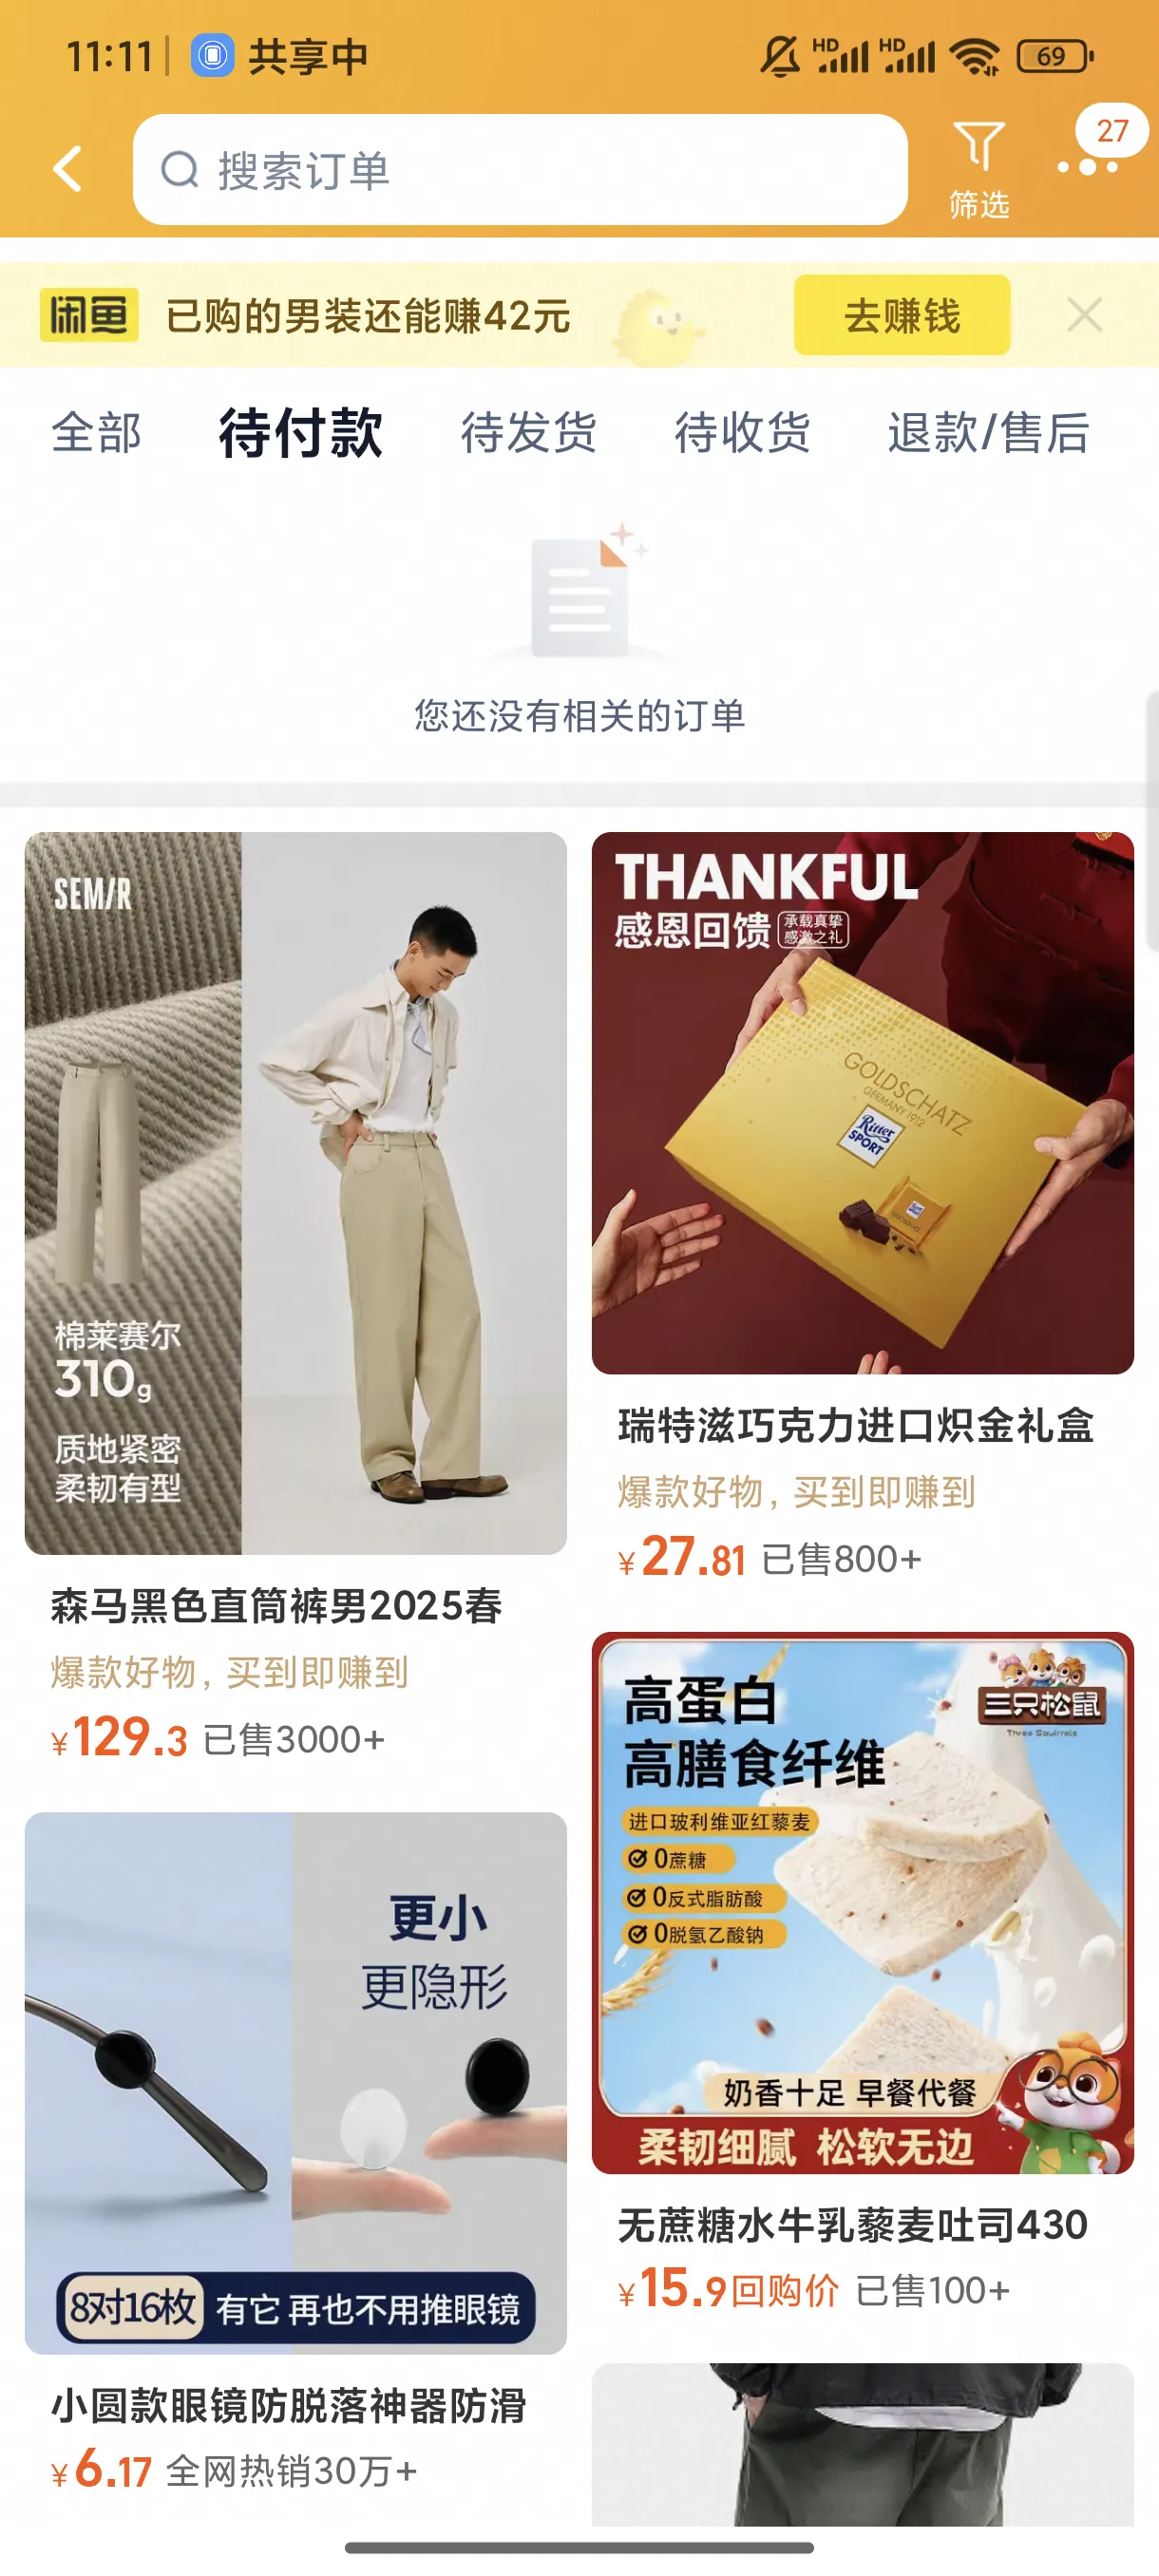 11:11
共享中
HD HD 69
搜索订单
筛选
27
闲鱼 已购的男装还能赚42元 去赚钱
全部 待付款 待发货 待收货 退款/售后
您还没有相关的订单
SEMIR
棉莱赛尔
310g
质地紧密
柔韧有型
森马黑色直筒裤男2025春
爆款好物, 买到即赚到
¥129.3 已售3000+
THANKFUL
感恩回馈 承载真挚
感激之礼
GOLDSCHATZ
GERMANY 1912
Ritter
SPORT
瑞特滋巧克力进口炽金礼盒
爆款好物, 买到即赚到
¥27.81 已售800+
更小
更隐形
8对16枚 有它 再也不用推眼镜
小圆款眼镜防脱落神器防滑
¥6.17 全网热销30万+
三只松鼠
Three Squirrels
高蛋白
高膳食纤维
进口玻利维亚红藜麦
0蔗糖
0反式脂肪酸
0脱氢乙酸钠
奶香十足 早餐代餐
柔韧细腻 松软无边
无蔗糖水牛乳藜麦吐司430
¥15.9回购价 已售100+